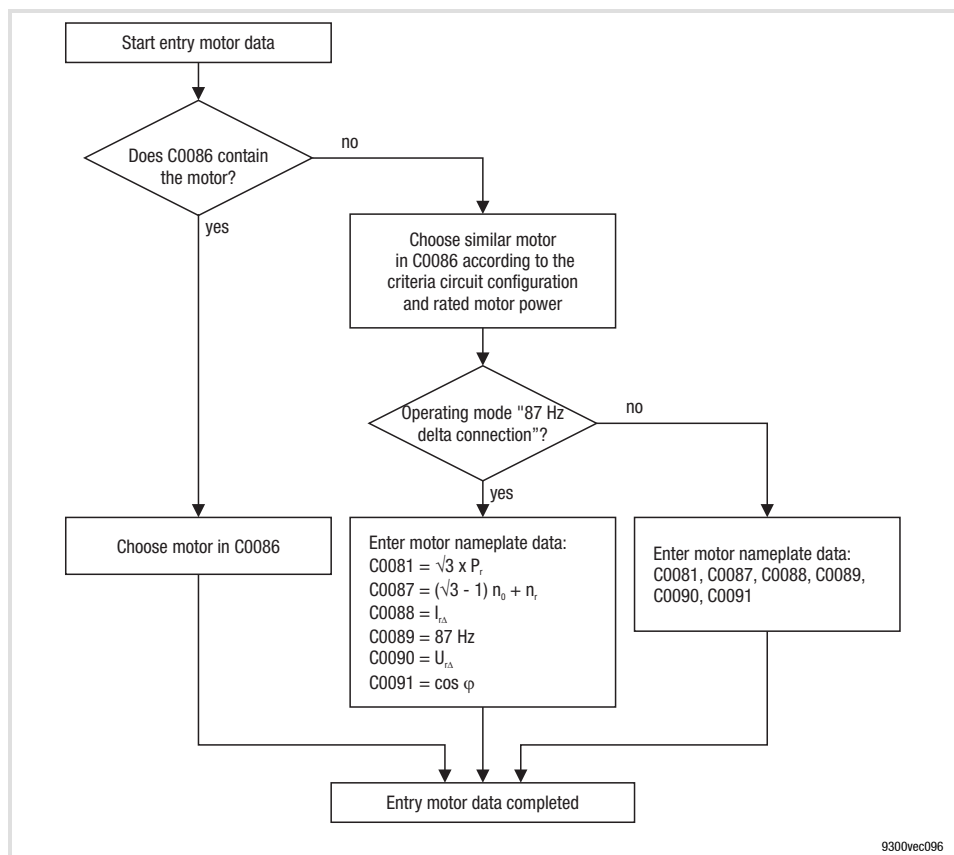 Start entry motor data
Does C0086 contain
the motor?
no
yes
Choose similar motor
in C0086 according to the
criteria circuit configuration
and rated motor power
Operating mode "87 Hz
delta connection”?
no
yes
Choose motor in C0086
Enter motor nameplate data:
C0081 = √3 x Pr
C0087 = (√3 - 1) n0 + nr
C0088 = IrΔ
C0089 = 87 Hz
C0090 = UrΔ
C0091 = cos φ
Enter motor nameplate data:
C0081, C0087, C0088, C0089,
C0090, C0091
Entry motor data completed
9300vec096